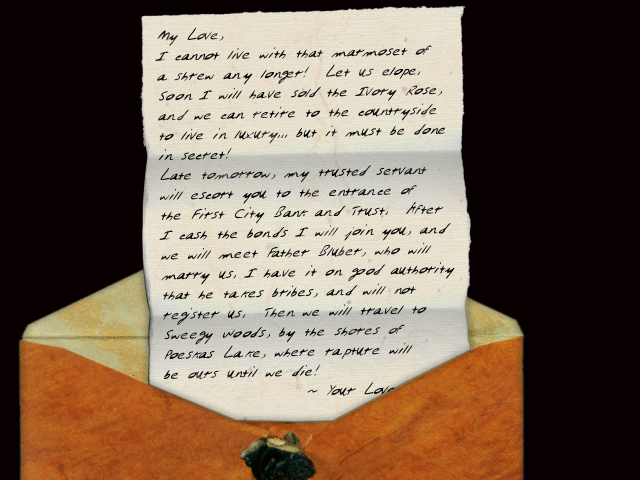 My Love,
I cannot live with that marmoset of
a shrew any longer! Let us elope.
Soon I will have sold the Ivory Rose,
and we can retire to the countryside
to live in luxury... but it must be done
in secret!
Late tomorrow, my trusted servant
will escort you to the entrance of
the First City Bank and Trust. After
I cash the bonds I will join you, and
we will meet Father Bluber, who will
marry us. I have it on good authority
that he takes bribes, and will not
register us. Then we will travel to
Sweegy woods, by the shores of
Poeskas Lake, where rapture will
be ours until we die!
~ Your Love